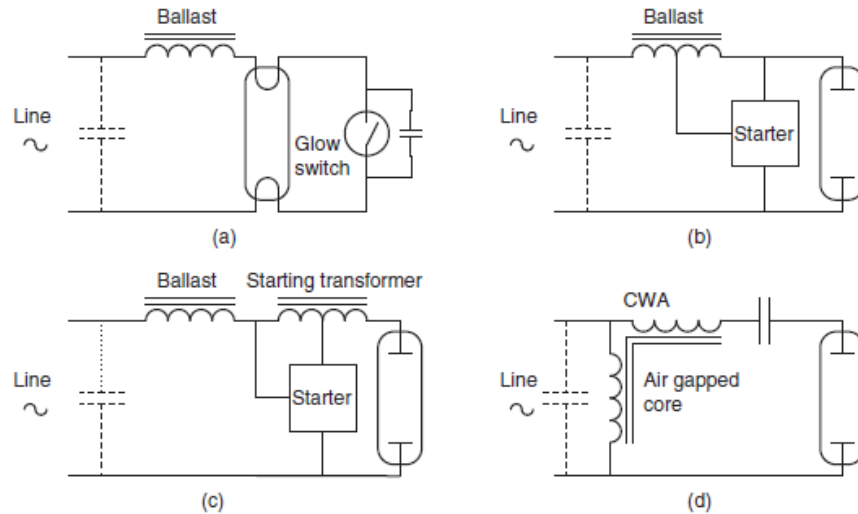 Ballast
Line
Glow
switch
(a)
Ballast
Line
Starter
(b)
Ballast
Starting transformer
Line
Starter
(c)
CWA
Line
Air gapped
core
(d)